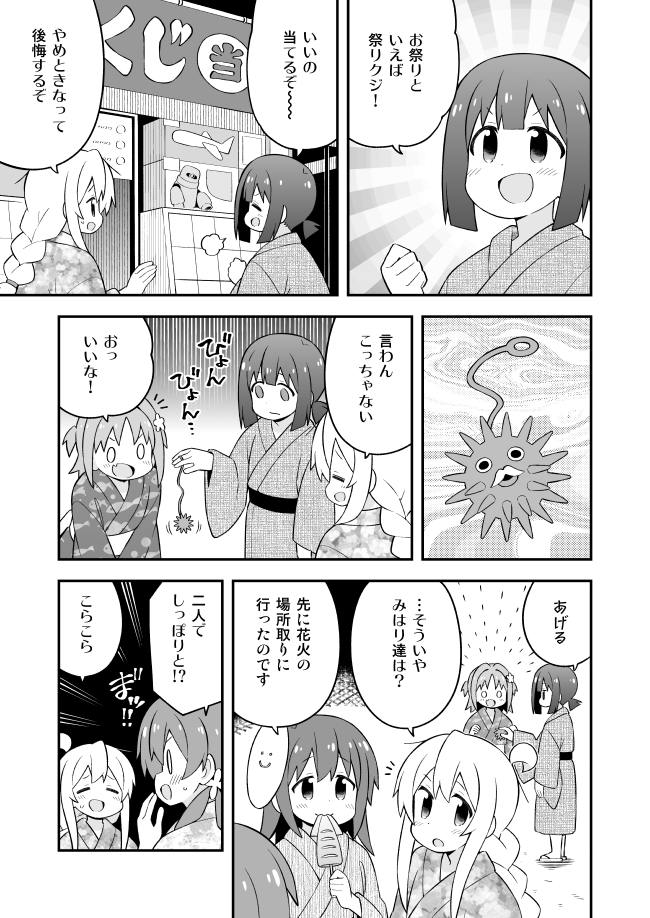 お祭りと
いえば
祭りクジ！
いいの
当てるぞ〜〜
くじ当
やめときなって
後悔するぞ
言わん
こっちゃない
びょん
びょん…
おっ
いいな！
あげる
…そういや
みはり達は？
先に花火の
場所取りに
行ったのです
二人で
しっぽりと!?
まッ!!
こらこら